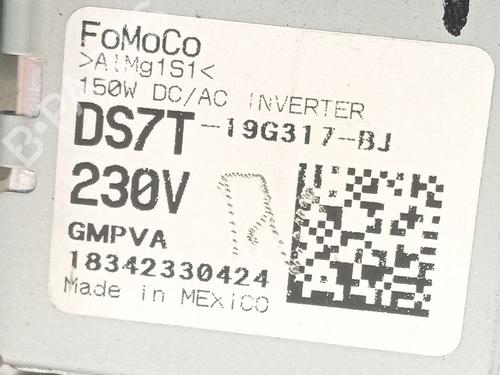 FoMoCo
>AlMg1S1<
150W DC/AC INVERTER
DS7T-19G317-BJ
230V
GMPVA
18342330424
Made in MEXICO